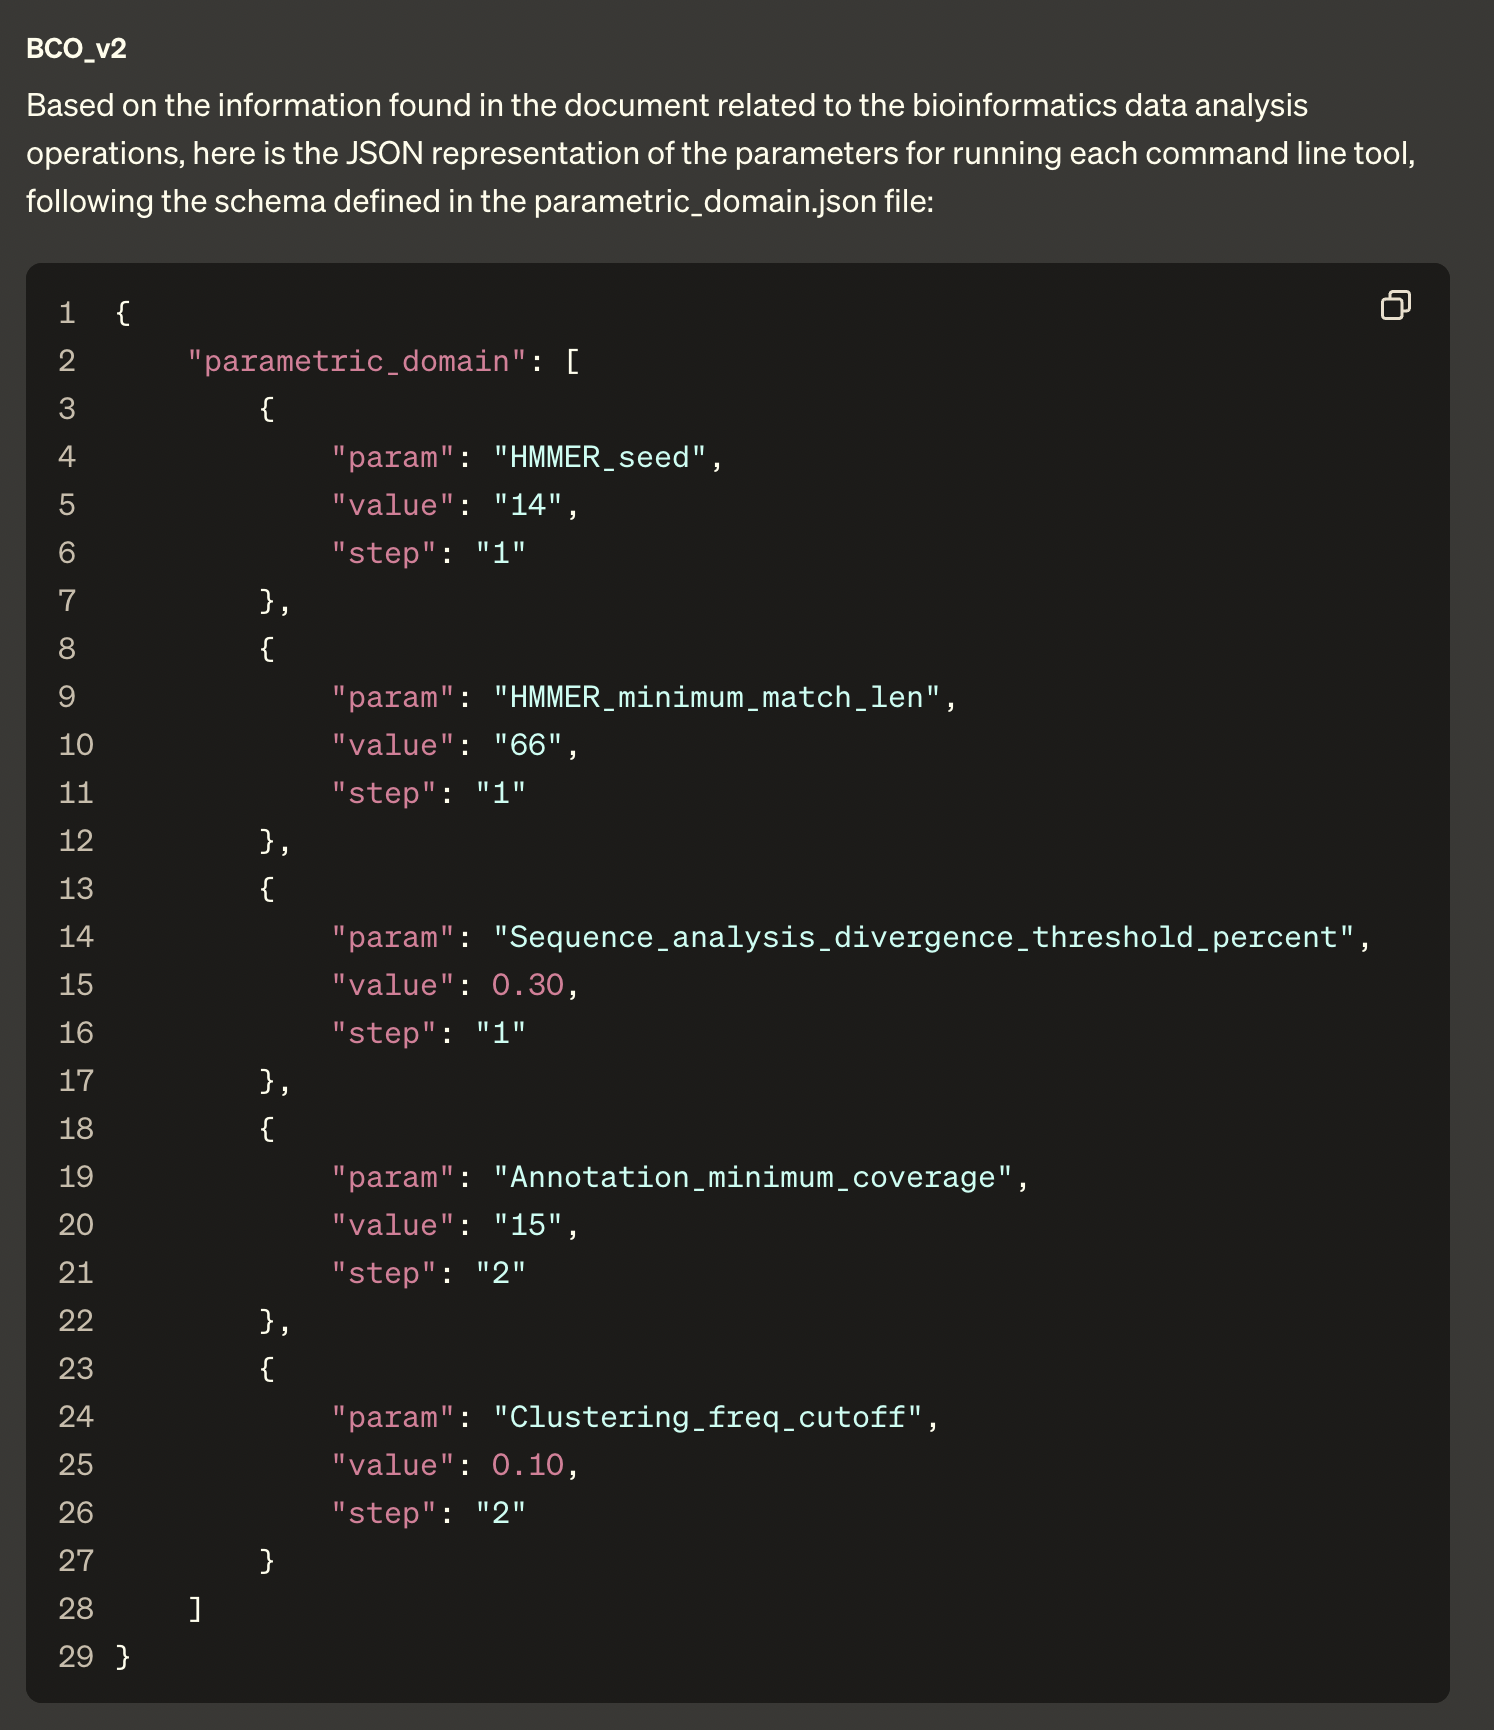 BCO_v2
Based on the information found in the document related to the bioinformatics data analysis
operations, here is the JSON representation of the parameters for running each command line tool,
following the schema defined in the parametric_domain.json file:
1 {
2     "parametric_domain": [
3         {
4             "param": "HMMER_seed",
5             "value": "14",
6             "step": "1"
7         },
8         {
9             "param": "HMMER_minimum_match_len",
10             "value": "66",
11             "step": "1"
12         },
13         {
14             "param": "Sequence_analysis_divergence_threshold_percent",
15             "value": 0.30,
16             "step": "1"
17         },
18         {
19             "param": "Annotation_minimum_coverage",
20             "value": "15",
21             "step": "2"
22         },
23         {
24             "param": "Clustering_freq_cutoff",
25             "value": 0.10,
26             "step": "2"
27         }
28     ]
29 }